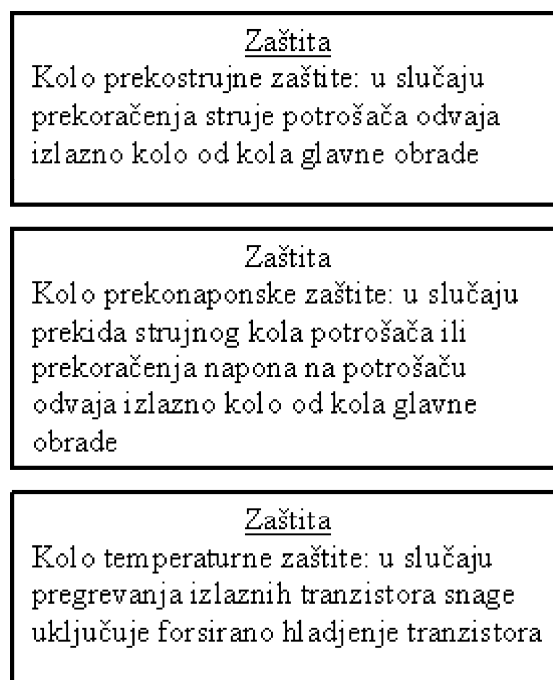 Zaštita
Kolo prekostrujne zaštite: u slučaju
prekoračenja struje potrošača odvaja
izlazno kolo od kola glavne obrade
Zaštita
Kolo prekonaponske zaštite: u slučaju
prekida strujnog kola potrošača ili
prekoračenja napona na potrošaču
odvaja izlazno kolo od kola glavne
obrade
Zaštita
Kolo temperaturne zaštite: u slučaju
pregrevanja izlaznih tranzistora snage
uključuje forsirano hladjenje tranzistora